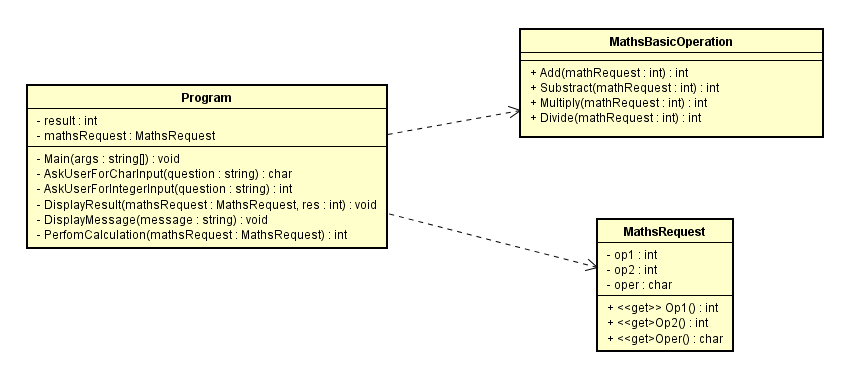 Program
- result : int
- mathsRequest : MathsRequest
- Main(args : string[]) : void
- AskUserForCharInput(question : string) : char
- AskUserForIntegerInput(question : string) : int
- DisplayResult(mathsRequest : MathsRequest, res : int) : void
- DisplayMessage(message : string) : void
- PerfomCalculation(mathsRequest : MathsRequest) : int
MathsBasicOperation
+ Add(mathRequest : int) : int
+ Substract(mathRequest : int) : int
+ Multiply(mathRequest : int) : int
+ Divide(mathRequest : int) : int
MathsRequest
- op1 : int
- op2 : int
- oper : char
+ <<get>> Op1() : int
+ <<get>Op2() : int
+ <<get>Oper() : char